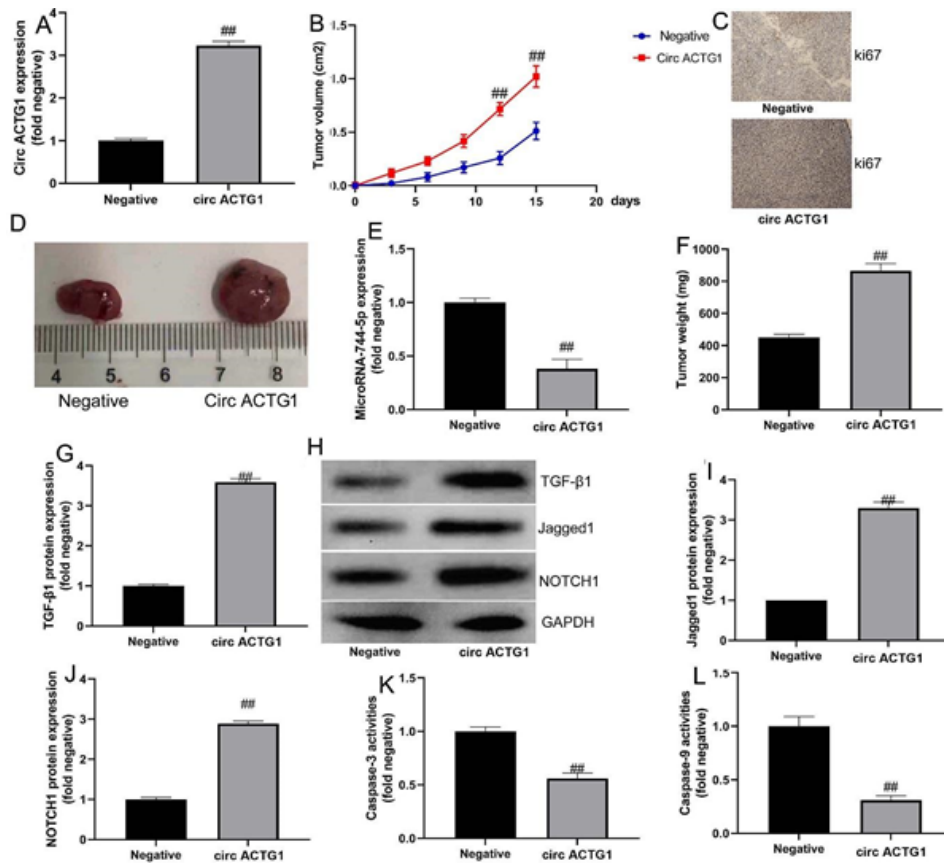 A
Circ ACTG1 expression
(fold negative)
4
3
2
1
0
##
Negative
circ ACTG1
B
Tumor volume (cm2)
1.5
1.0
0.5
0.0
##
##
0
5
10
15
20
days
Negative
Circ ACTG1
C
ki67
Negative
ki67
circ ACTG1
D
4
5
6
7
8
Negative
Circ ACTG1
E
MicroRNA-744-5p expression
(fold negative)
1.5
1.0
0.5
0.0
##
Negative
circ ACTG1
F
Tumor weight (mg)
1000
800
600
400
200
0
##
Negative
circ ACTG1
G
TGF-β1 protein expression
(fold negative)
4
3
2
1
0
##
Negative
circ ACTG1
H
TGF-β1
Jagged1
NOTCH1
GAPDH
Negative
circ ACTG1
I
Jagged1 protein expression
(fold negative)
4
3
2
1
0
##
Negative
circ ACTG1
J
NOTCH1 protein expression
(fold negative)
4
3
2
1
0
##
Negative
circ ACTG1
K
Caspase-3 activities
(fold negative)
1.5
1.0
0.5
0.0
##
Negative
circ ACTG1
L
Caspase-9 activities
(fold negative)
1.5
1.0
0.5
0.0
##
Negative
circ ACTG1